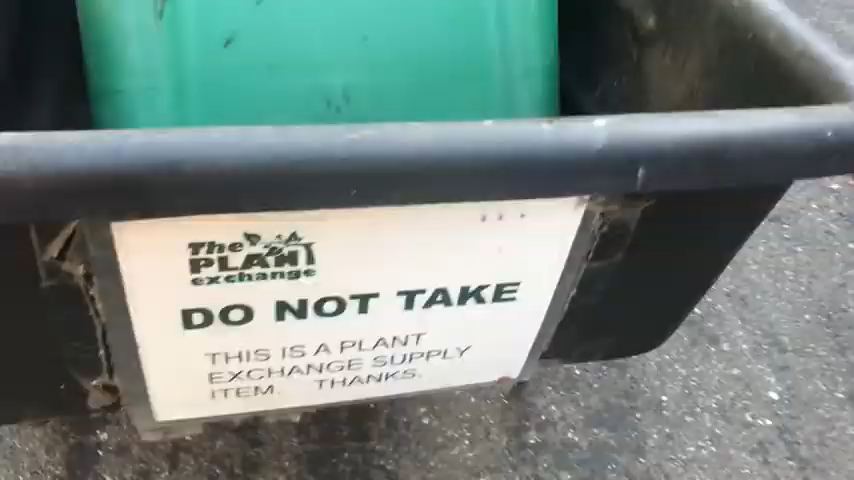 The
PLANT
exchange
DO NOT TAKE
THIS IS A PLANT
EXCHANGE SUPPLY
ITEM. THANKS.